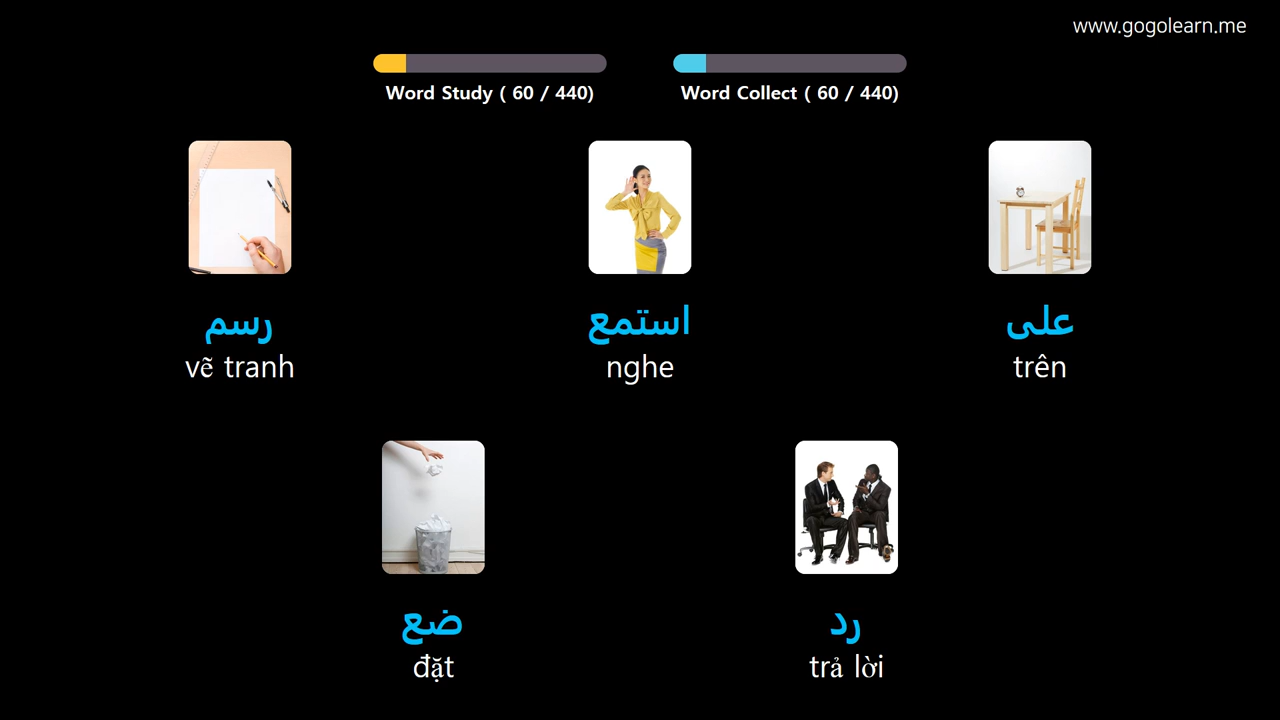 www.gogolearn.me
Word Study ( 60 / 440)
Word Collect ( 60 / 440)
رسم
vẽ tranh
استمع
nghe
على
trên
ضع
đặt
رد
trả lời